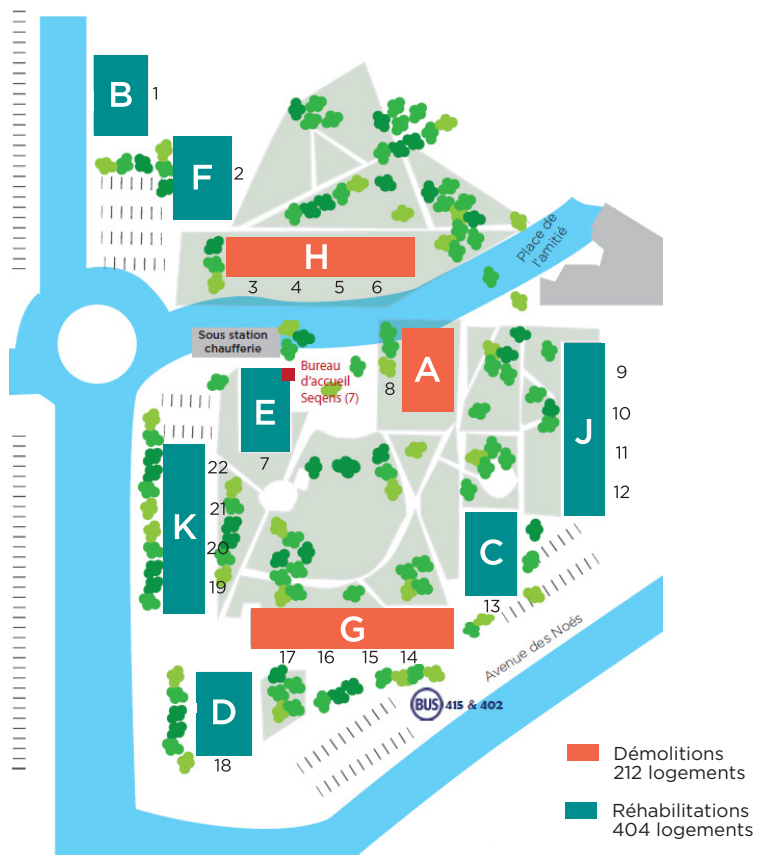 B
1
F
2
Place de
l'amitié
H
3 4 5 6
Sous station
chaufferie
Bureau
d'accueil
Seqens (7)
A
8
E
7
J
9
10
11
12
22
21
K
20
19
C
13
G
17 16 15 14
Avenue des Noés
D
18
BUS 415 & 402
Démolitions
212 logements
Réhabilitations
404 logements